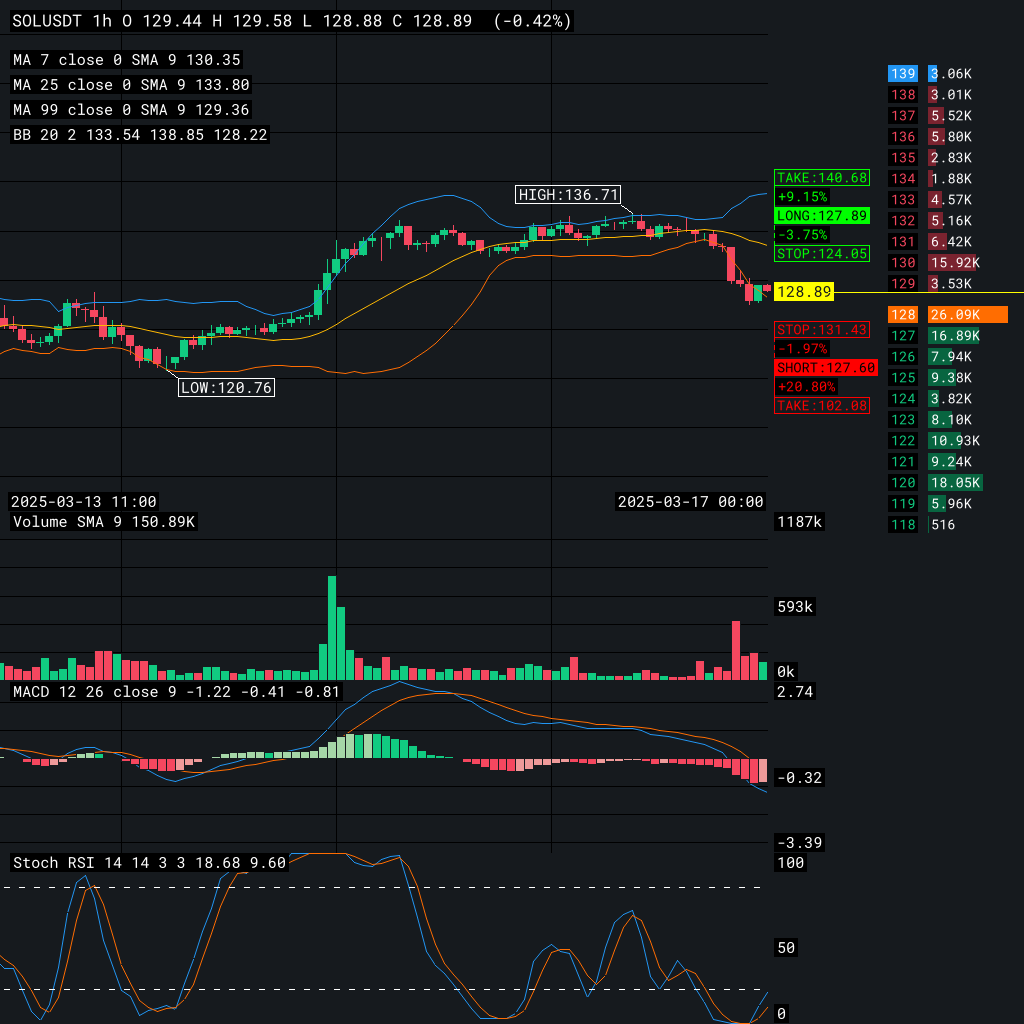 SOLUSDT 1h O 129.44 H 129.58 L 128.88 C 128.89 (-0.42%)
MA 7 close 0 SMA 9 130.35
MA 25 close 0 SMA 9 133.80
MA 99 close 0 SMA 9 129.36
BB 20 2 133.54 138.85 128.22
HIGH:136.71
LOW:120.76
TAKE:140.68
+9.15%
LONG:127.89
-3.75%
STOP:124.05
128.89
STOP:131.43
-1.97%
SHORT:127.60
+20.80%
TAKE:102.08
139 3.06K
138 3.01K
137 5.52K
136 5.80K
135 2.83K
134 1.88K
133 4.57K
132 5.16K
131 6.42K
130 15.92K
129 3.53K
128 26.09K
127 16.89K
126 7.94K
125 9.38K
124 3.82K
123 8.10K
122 10.93K
121 9.24K
120 18.05K
119 5.96K
118 516
2025-03-13 11:00
2025-03-17 00:00
Volume SMA 9 150.89K
1187k
593k
0k
MACD 12 26 close 9 -1.22 -0.41 -0.81
2.74
-0.32
-3.39
Stoch RSI 14 14 3 3 18.68 9.60
100
50
0